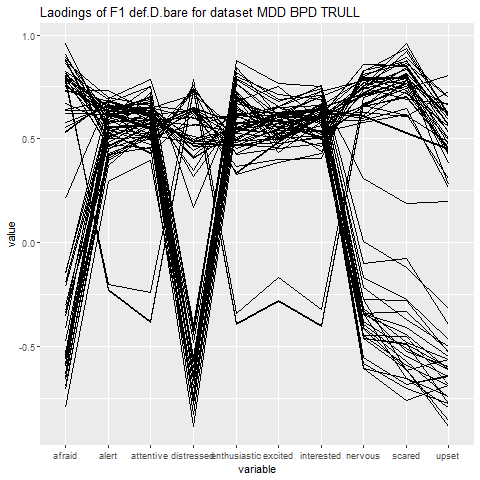 Laodings of F1 def.D.bare for dataset MDD BPD TRULL
1.0
0.5
0.0
-0.5
value
afraid alert attentive distressed enthusiastic excited interested nervous scared upset
variable